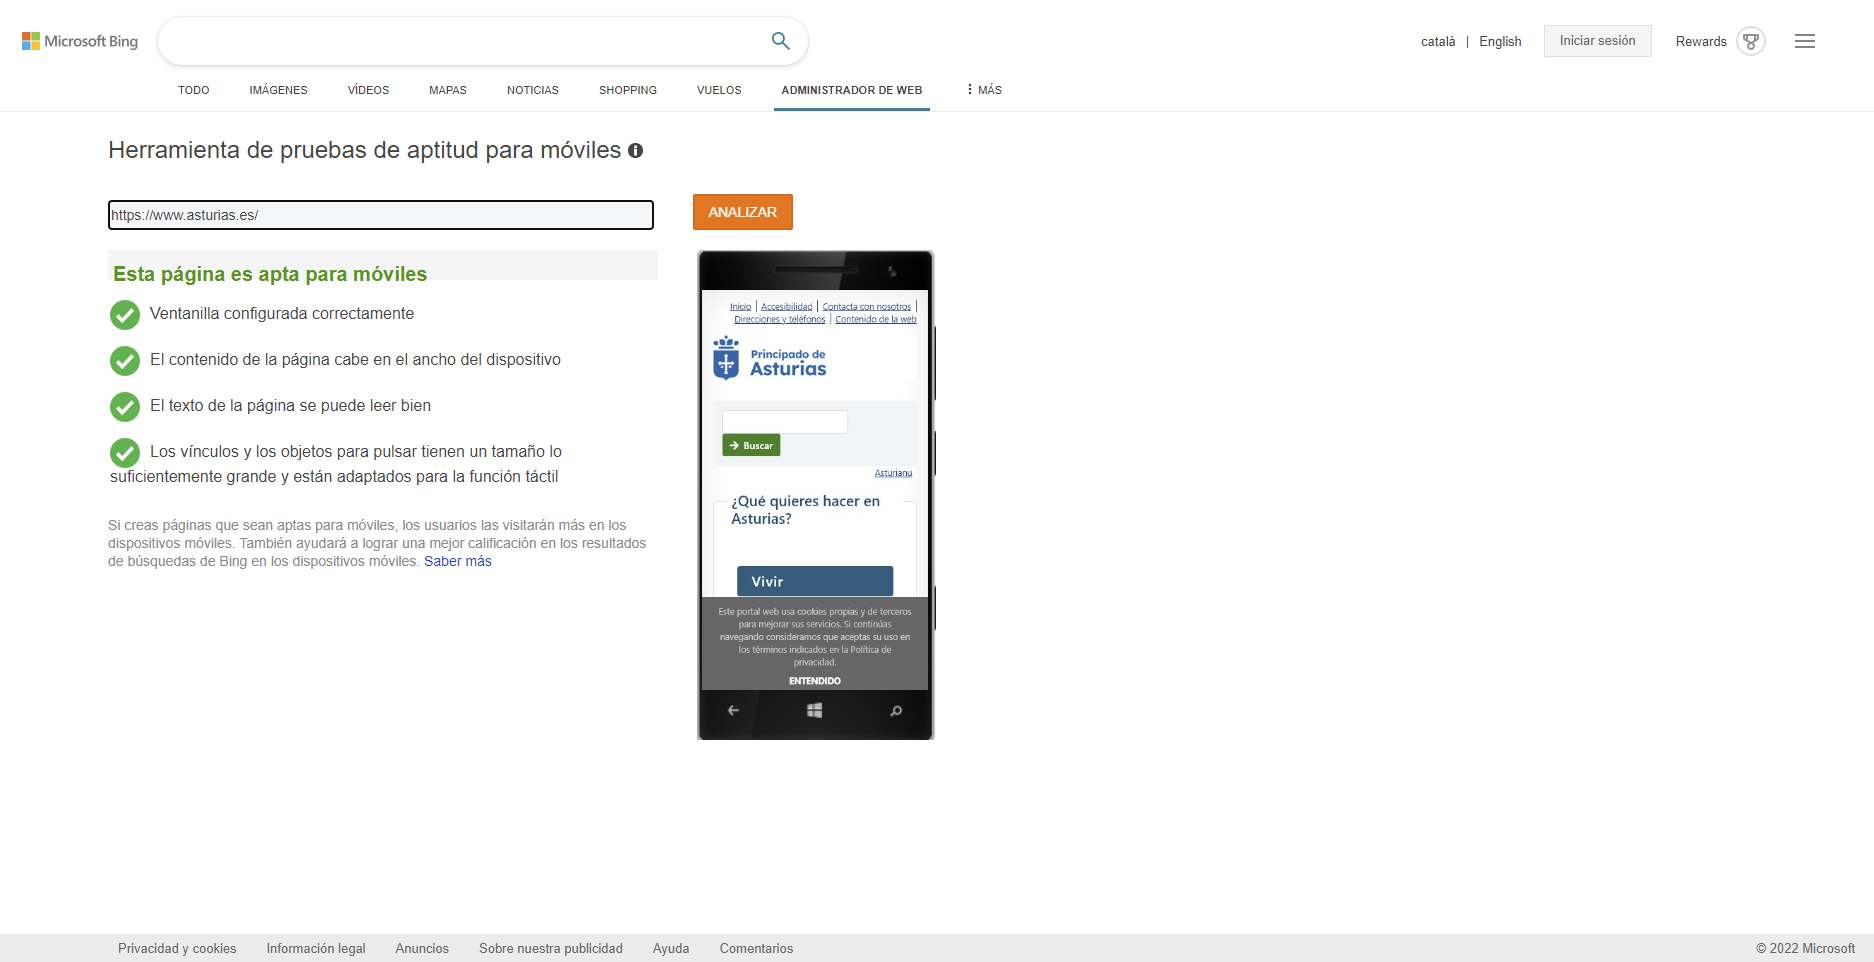 Microsoft Bing
català | English
Iniciar sesión
Rewards
TODO IMÁGENES VÍDEOS MAPAS NOTICIAS SHOPPING VUELOS ADMINISTRADOR DE WEB MÁS
Herramienta de pruebas de aptitud para móviles
https://www.asturias.es/
ANALIZAR
Esta página es apta para móviles
Ventanilla configurada correctamente
El contenido de la página cabe en el ancho del dispositivo
El texto de la página se puede leer bien
Los vínculos y los objetos para pulsar tienen un tamaño lo
suficientemente grande y están adaptados para la función táctil
Si creas páginas que sean aptas para móviles, los usuarios las visitarán más en los
dispositivos móviles. También ayudará a lograr una mejor calificación en los resultados
de búsquedas de Bing en los dispositivos móviles. Saber más
Inicio | Accesibilidad | Contacta con nosotros |
Direcciones y teléfonos | Contenido de la web
Principado de
Asturias
Buscar
Asturianu
¿Qué quieres hacer en
Asturias?
Vivir
Este portal web usa cookies propias y de terceros
para mejorar sus servicios. Si continúas
navegando consideramos que aceptas su uso en
los términos indicados en la Política de
privacidad.
ENTENDIDO
Privacidad y cookies Información legal Anuncios Sobre nuestra publicidad Ayuda Comentarios
© 2022 Microsoft